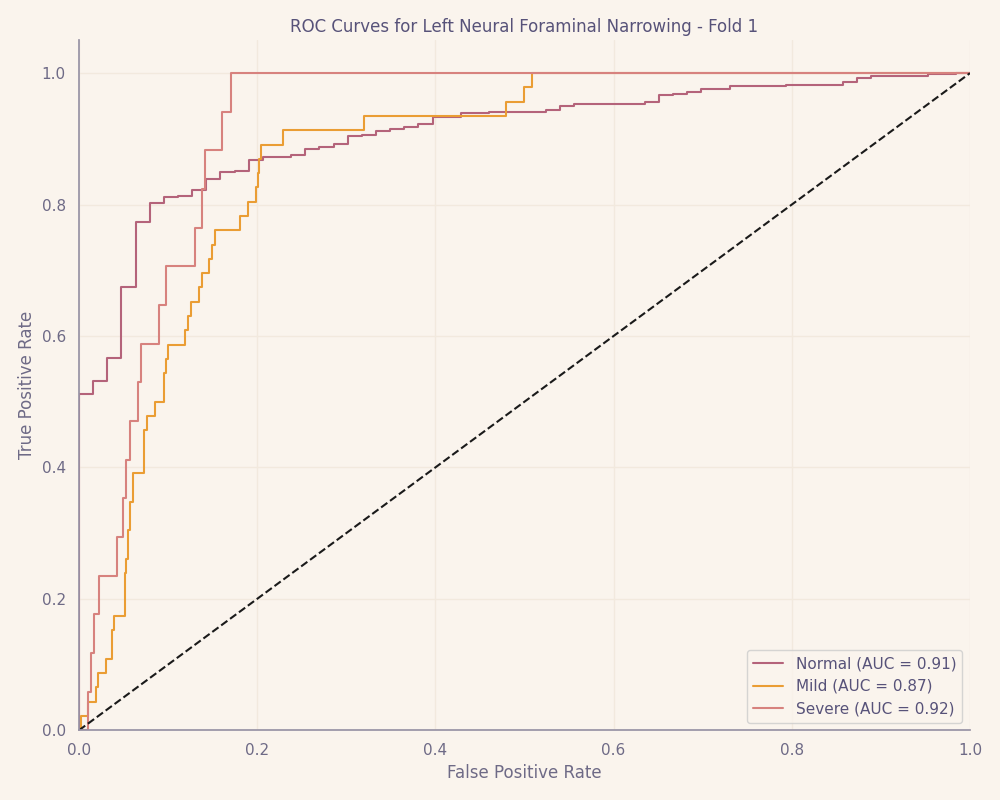 ROC Curves for Left Neural Foraminal Narrowing - Fold 1
True Positive Rate
1.0
0.8
0.6
0.4
0.2
0.0
0.0 0.2 0.4 0.6 0.8 1.0
False Positive Rate
Normal (AUC = 0.91)
Mild (AUC = 0.87)
Severe (AUC = 0.92)